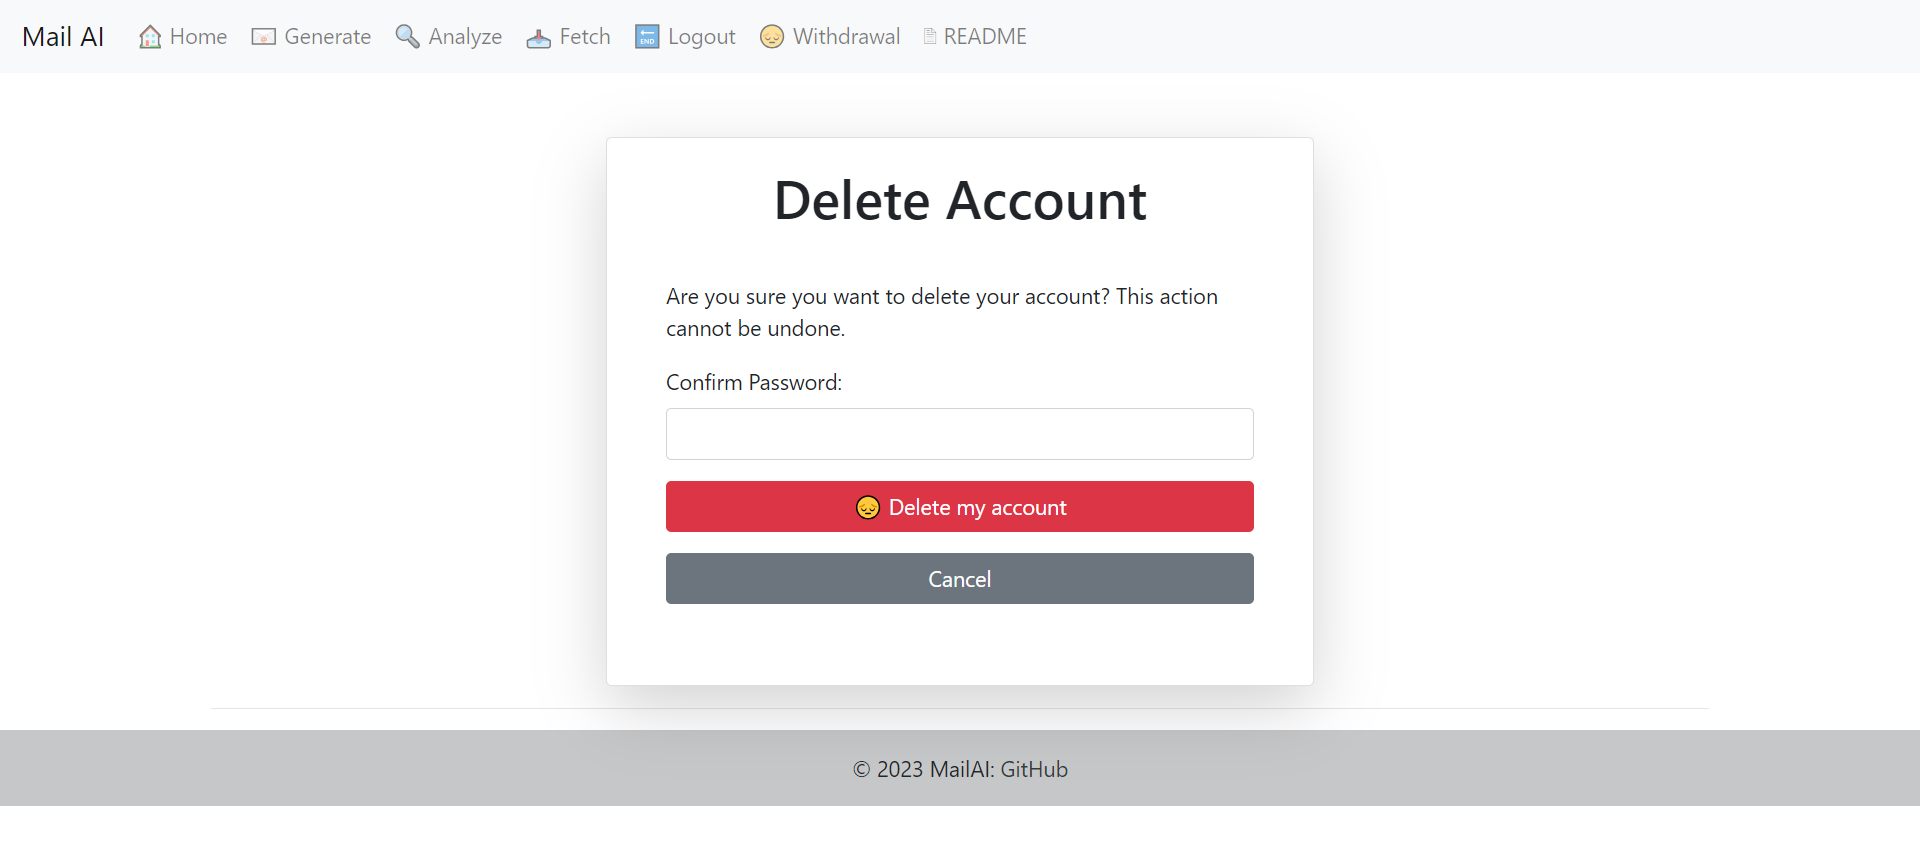 Mail AI 🏠 Home 💌 Generate 🔍 Analyze 📥 Fetch 🔚 Logout 😔 Withdrawal 📄 README
Delete Account
Are you sure you want to delete your account? This action
cannot be undone.
Confirm Password:
😔 Delete my account
Cancel
© 2023 MailAI: GitHub